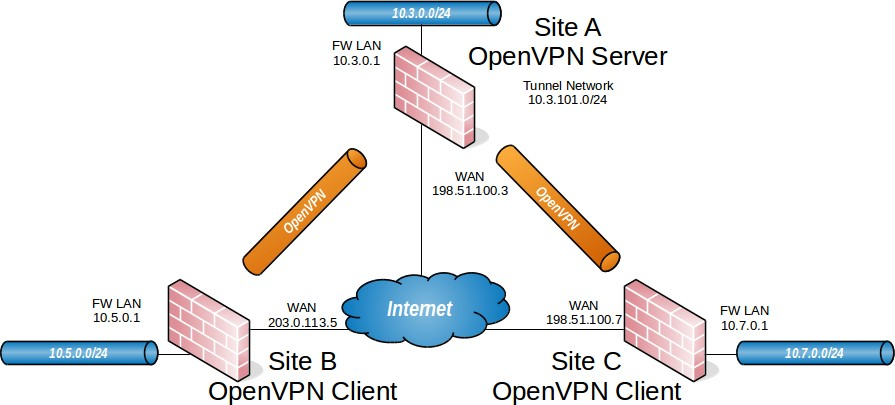 10.3.0.0/24
Site A
OpenVPN Server
FW LAN
10.3.0.1
Tunnel Network
10.3.101.0/24
WAN
198.51.100.3
OpenVPN
OpenVPN
FW LAN
10.5.0.1
WAN
203.0.113.5
Internet
WAN
198.51.100.7
FW LAN
10.7.0.1
10.5.0.0/24
Site B
OpenVPN Client
Site C
OpenVPN Client
10.7.0.0/24